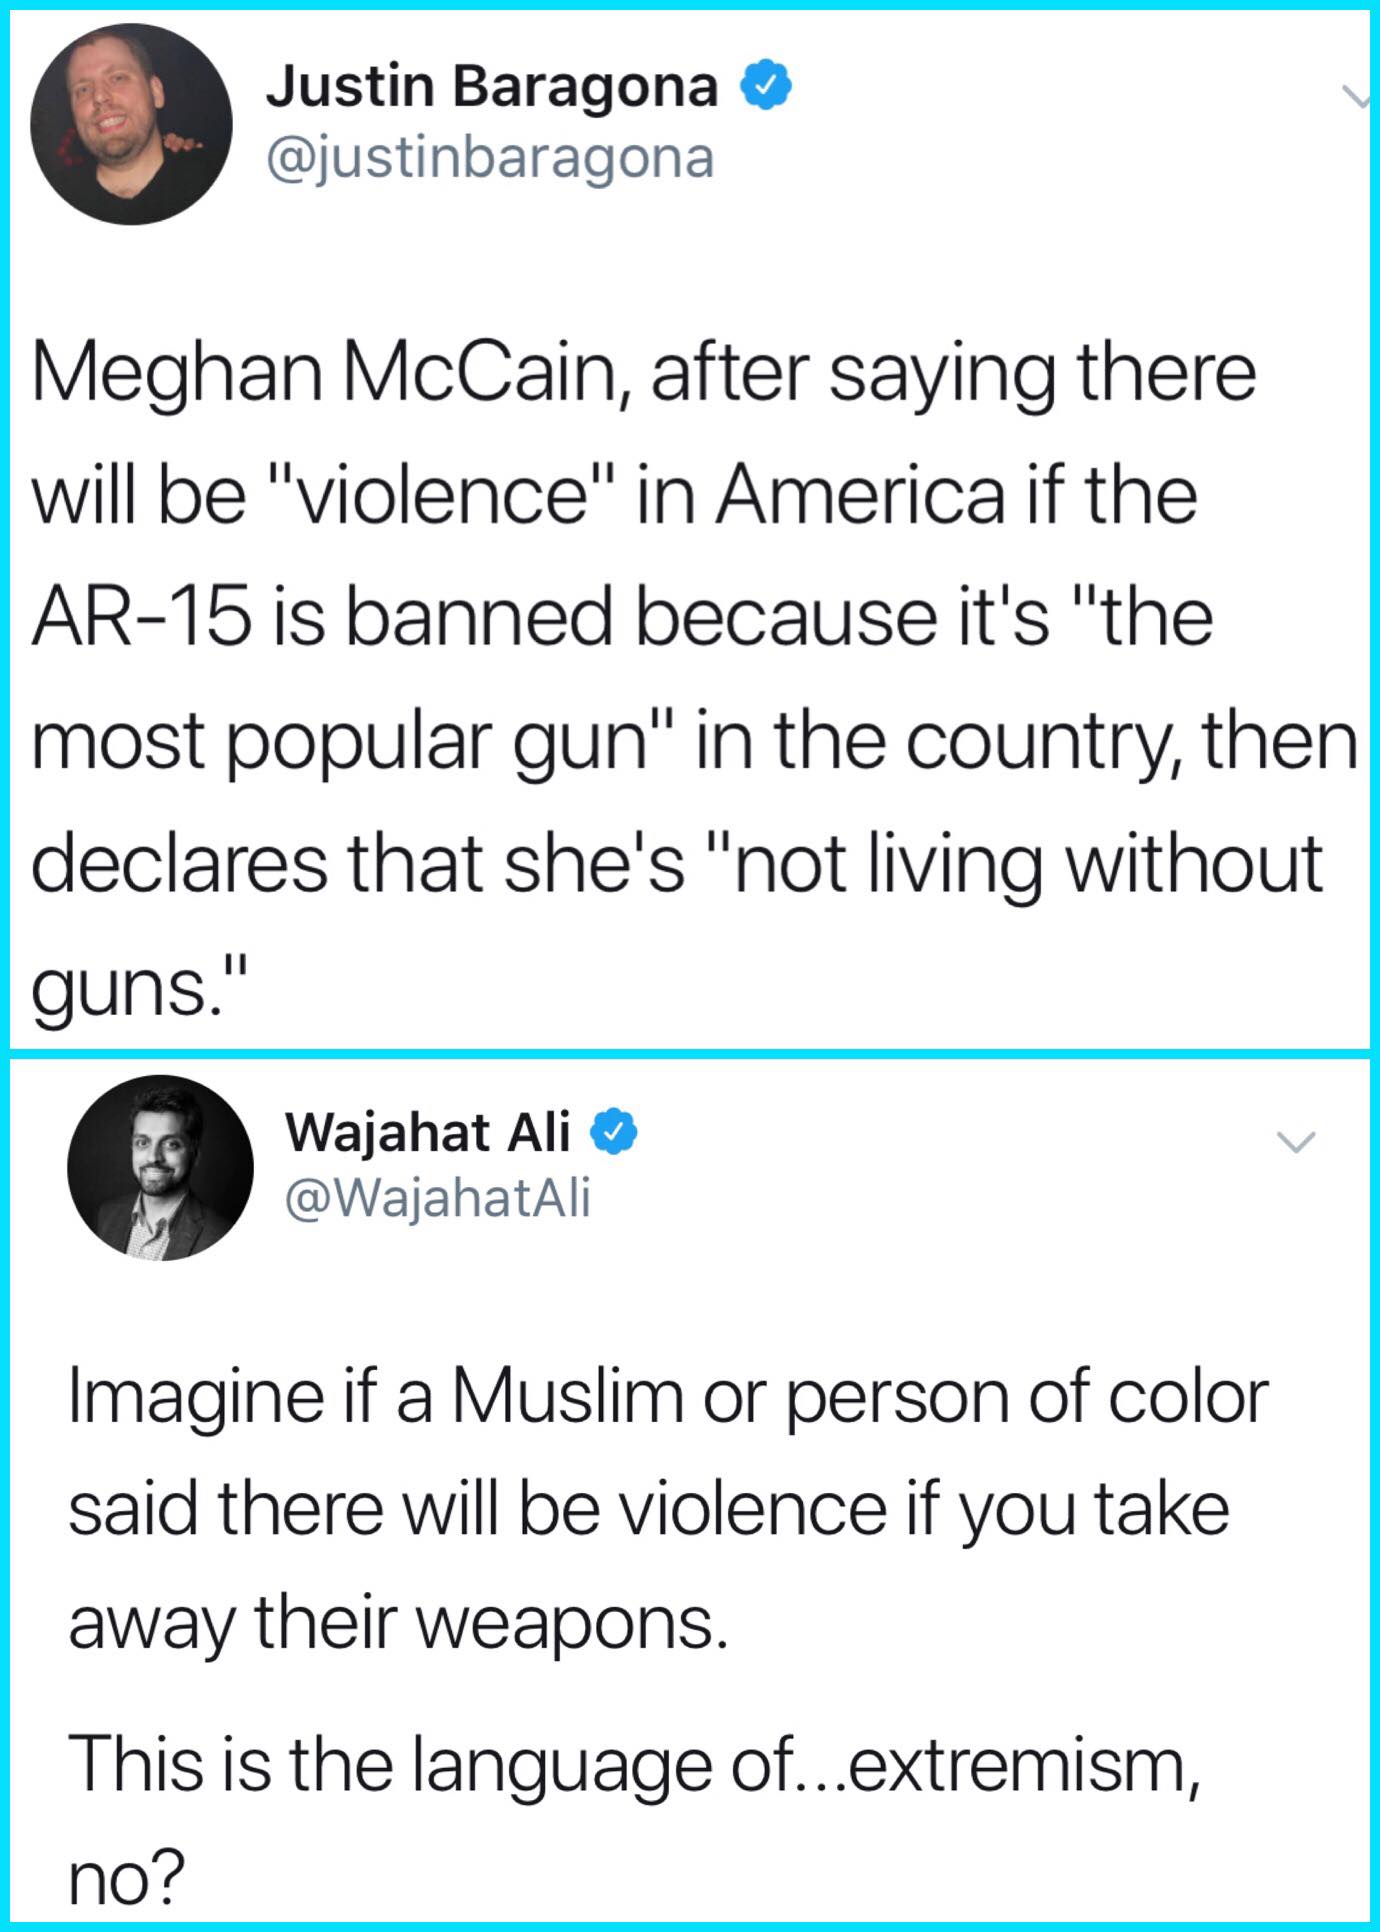 Justin Baragona
@justinbaragona
Meghan McCain, after saying there
will be "violence" in America if the
AR-15 is banned because it's "the
most popular gun" in the country, then
declares that she's "not living without
guns."
Wajahat Ali
@WajahatAli
Imagine if a Muslim or person of color
said there will be violence if you take
away their weapons.
This is the language of...extremism,
no?